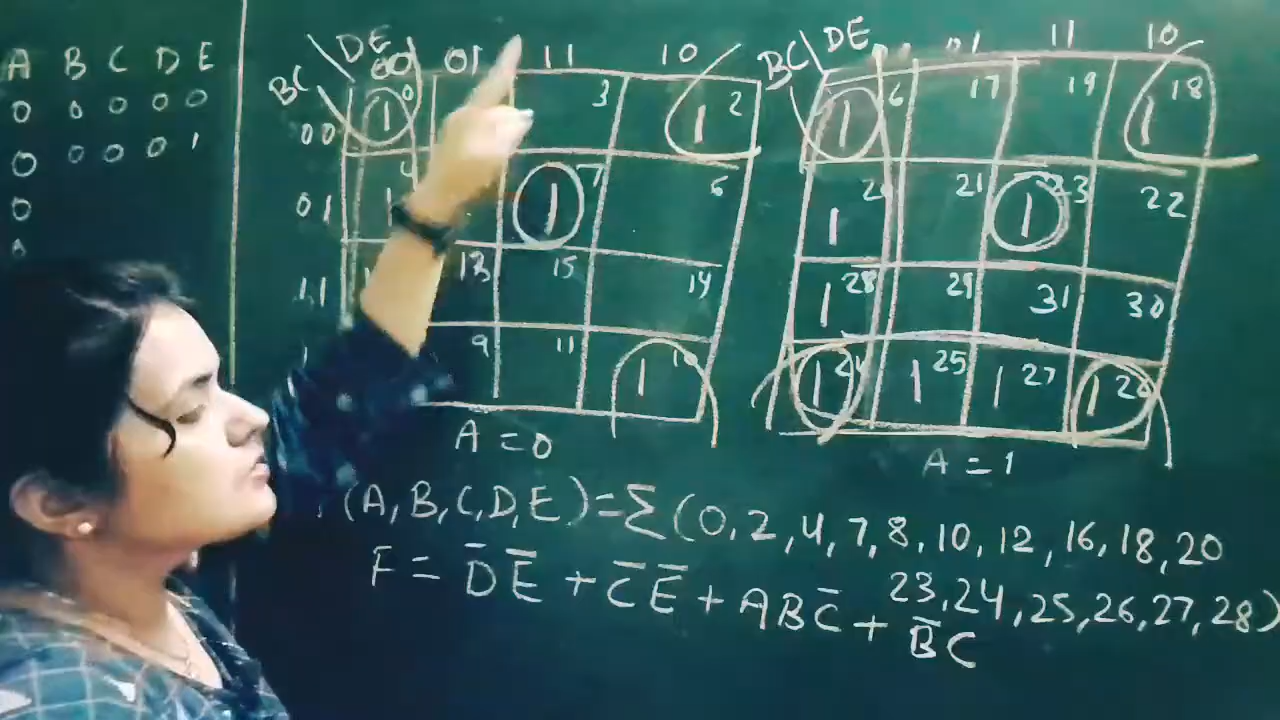 A B C D E
0 0 0 0 0
0 0 0 0 1
0
0
DE
BC
00 01 11 10
00 1 0 3 1 2
01 4 1 1 7 6
11 13 15 14
9 11 1
A = 0
DE
BC 01 11 10
1 6 17 19 1 18
1 21 1 23 22
1 28 29 31 30
1 24 1 25 1 27 1 26
A = 1
(A, B, C, D, E) = Σ (0, 2, 4, 7, 8, 10, 12, 16, 18, 20
23, 24, 25, 26, 27, 28)
F = D̅ E̅ + C̅ E̅ + A B C̅ + B̅ C